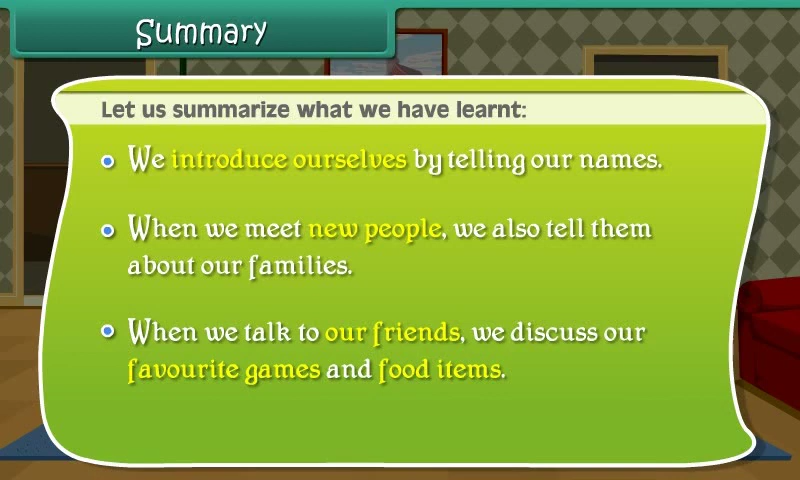 Summary
Let us summarize what we have learnt:
We introduce ourselves by telling our names.
When we meet new people, we also tell them
about our families.
When we talk to our friends, we discuss our
favourite games and food items.